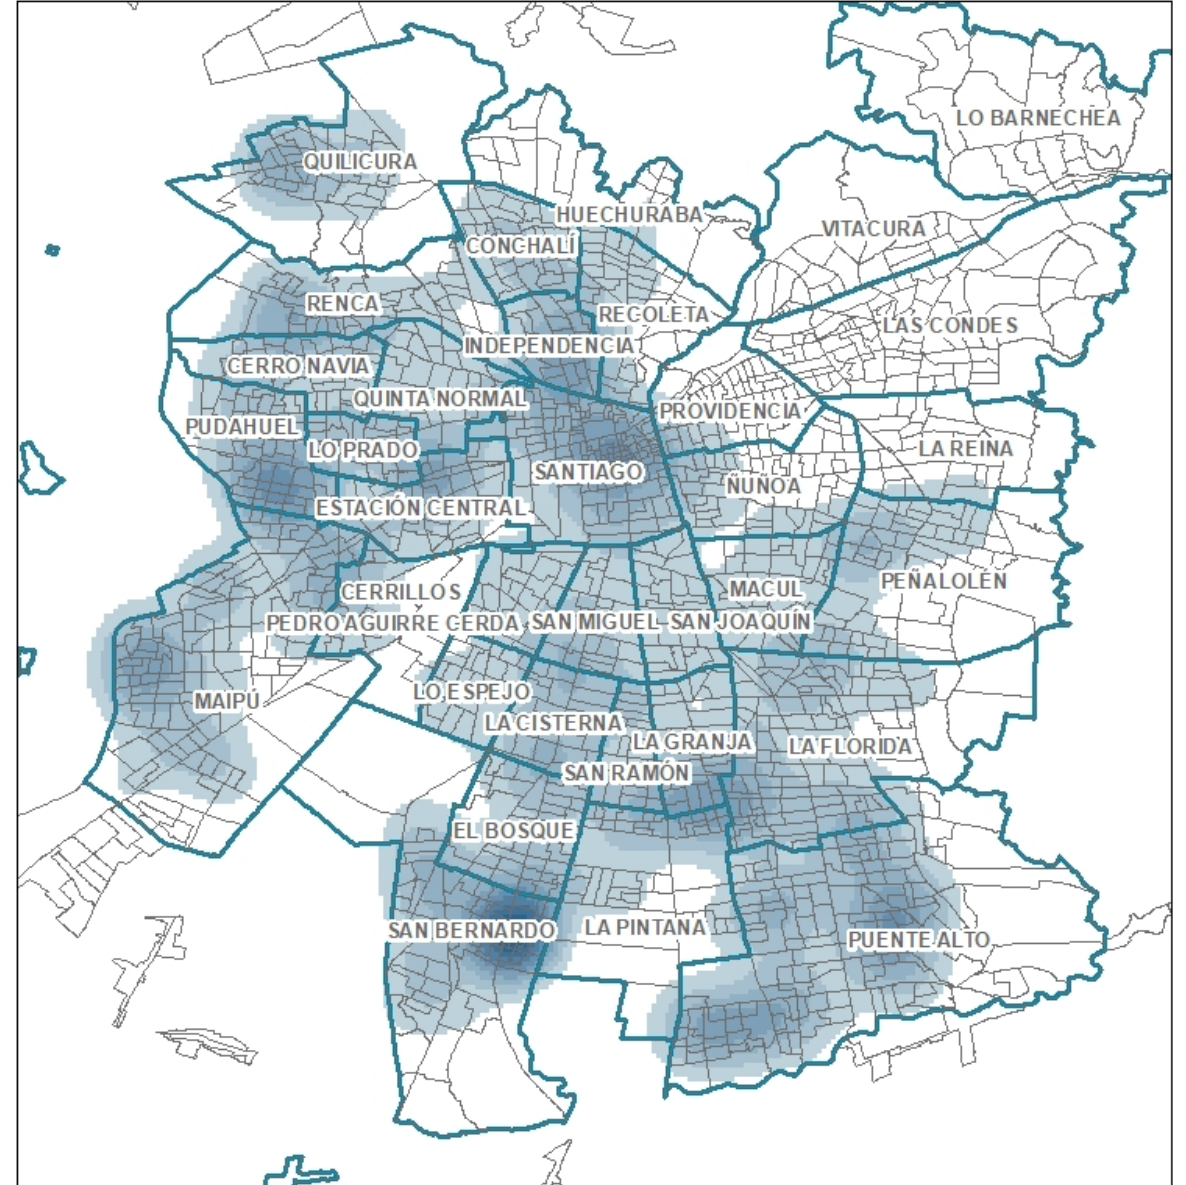 LO BARNECHEA
QUILICURA
HUECHURABA
VITACURA
CONCHALÍ
RENCA
RECOLETA
LAS CONDES
INDEPENDENCIA
CERRO NAVIA
QUINTA NORMAL
PROVIDENCIA
PUDAHUEL
LO PRADO
LA REINA
SANTIAGO
ÑUÑOA
ESTACIÓN CENTRAL
PEÑALOLÉN
CERRILLOS
MACUL
PEDRO AGUIRRE CERDA
SAN MIGUEL
SAN JOAQUÍN
LO ESPEJO
MAIPÚ
LA CISTERNA
LA GRANJA
LA FLORIDA
SAN RAMÓN
EL BOSQUE
SAN BERNARDO
LA PINTANA
PUENTE ALTO